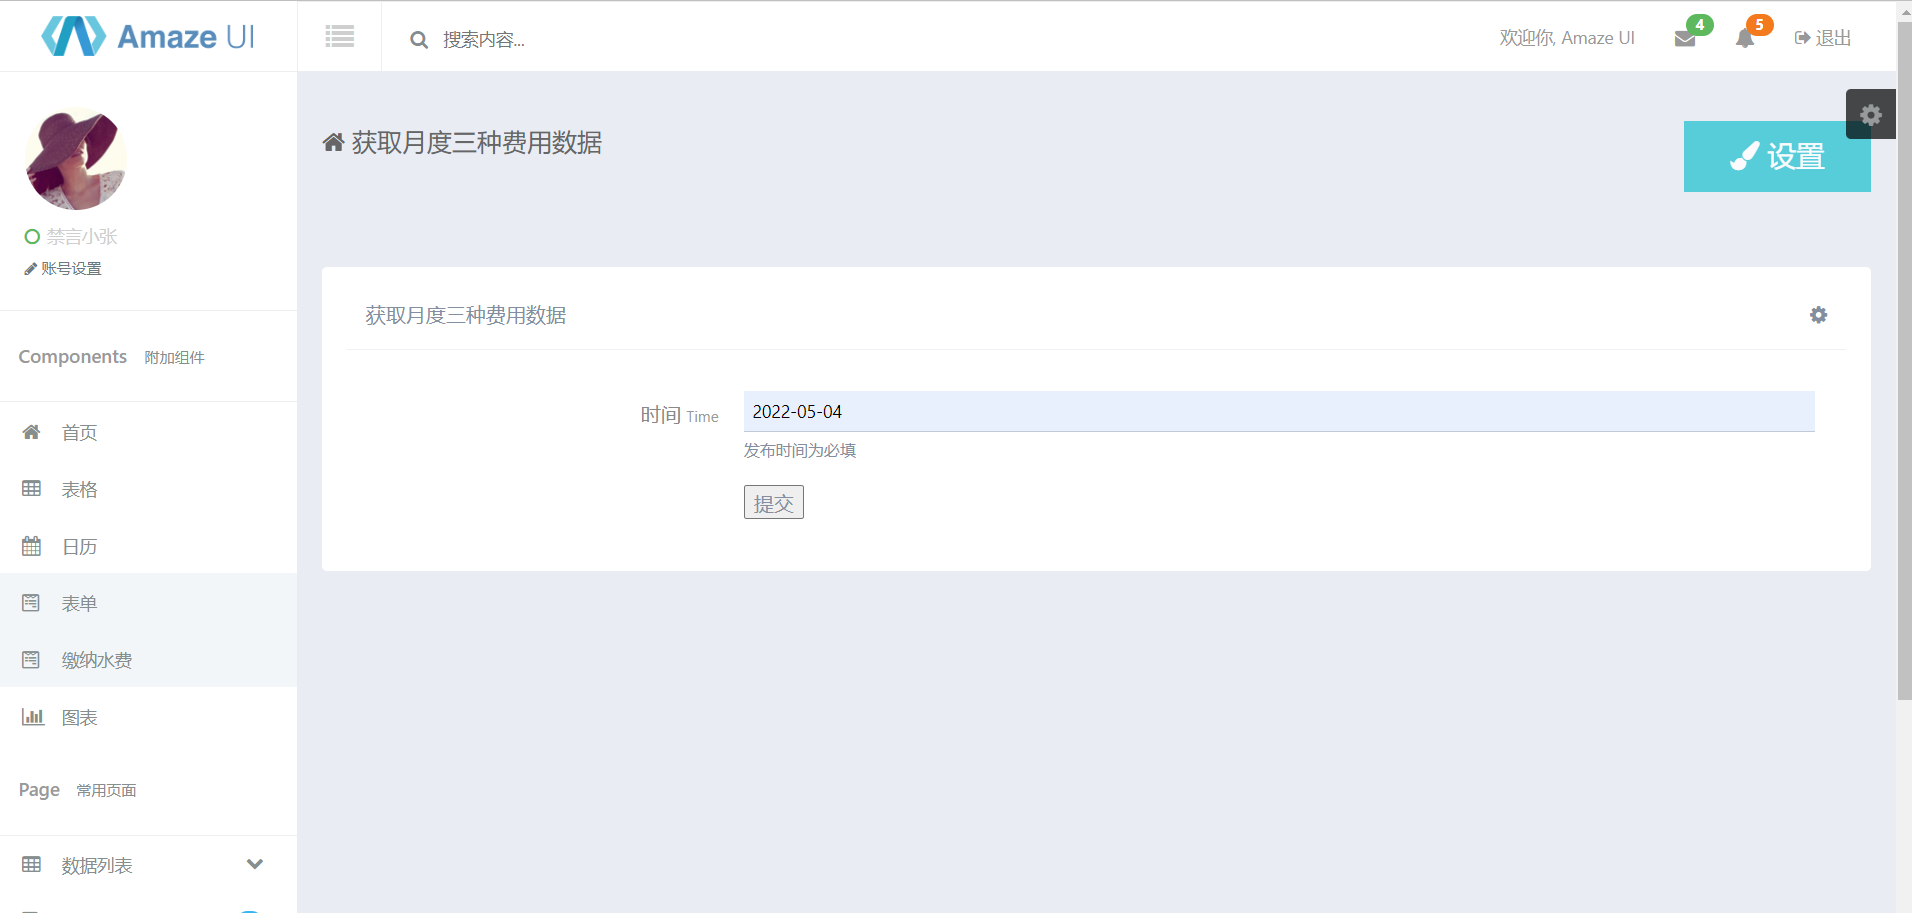 Amaze UI
搜索内容...
欢迎你, Amaze UI
4
5
退出
获取月度三种费用数据
设置
禁言小张
账号设置
获取月度三种费用数据
Components 附加组件
时间 Time
2022-05-04
发布时间为必填
提交
首页
表格
日历
表单
缴纳水费
图表
Page 常用页面
数据列表